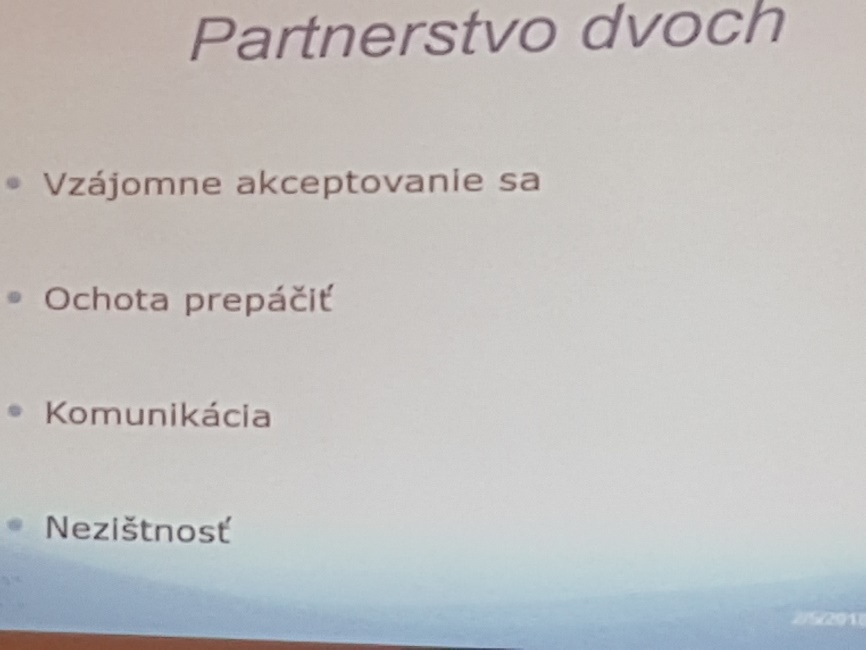 Partnerstvo dvoch
• Vzájomne akceptovanie sa
• Ochota prepáčiť
• Komunikácia
• Nezištnosť